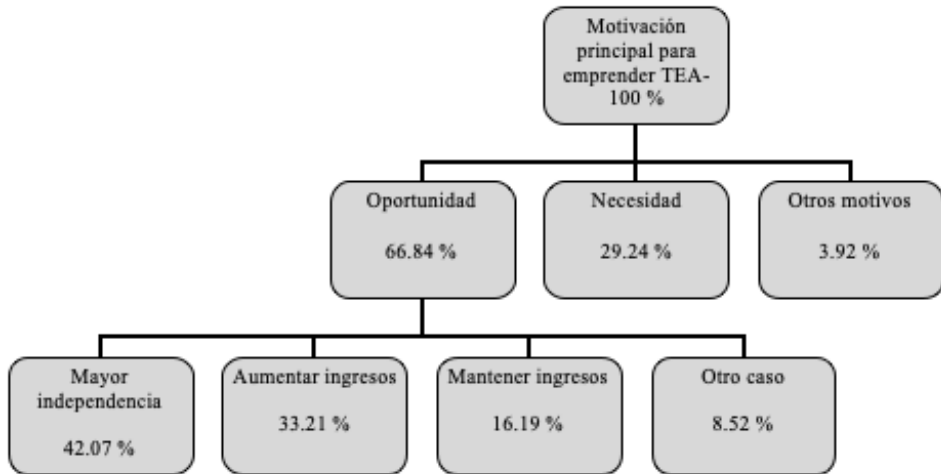 Motivación
principal para
emprender TEA-
100 %
Oportunidad
66.84 %
Necesidad
29.24 %
Otros motivos
3.92 %
Mayor
independencia
42.07 %
Aumentar ingresos
33.21 %
Mantener ingresos
16.19 %
Otro caso
8.52 %